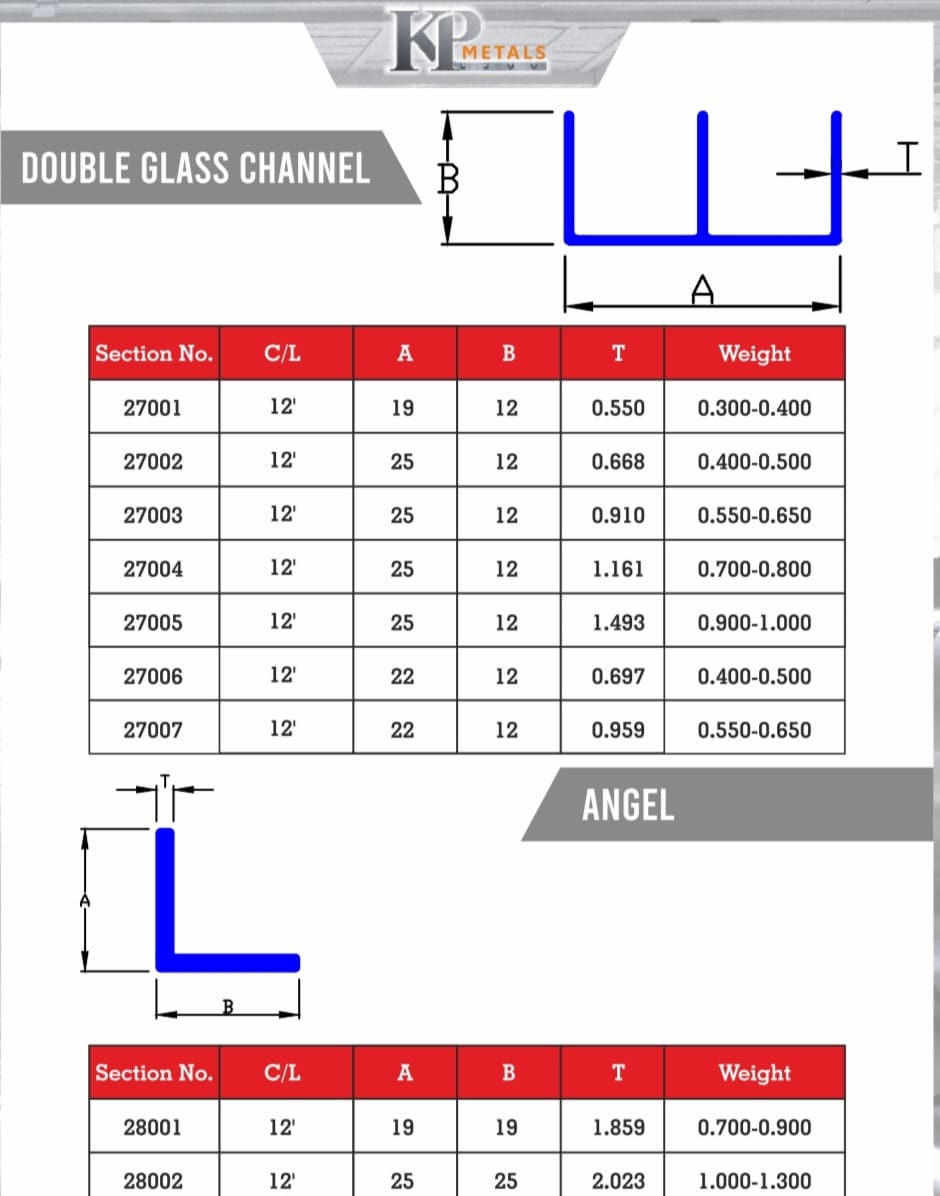 KP
METALS
DOUBLE GLASS CHANNEL
B
T
A
Section No. C/L A B T Weight
27001 12' 19 12 0.550 0.300-0.400
27002 12' 25 12 0.668 0.400-0.500
27003 12' 25 12 0.910 0.550-0.650
27004 12' 25 12 1.161 0.700-0.800
27005 12' 25 12 1.493 0.900-1.000
27006 12' 22 12 0.697 0.400-0.500
27007 12' 22 12 0.959 0.550-0.650
T
ANGEL
A
B
Section No. C/L A B T Weight
28001 12' 19 19 1.859 0.700-0.900
28002 12' 25 25 2.023 1.000-1.300